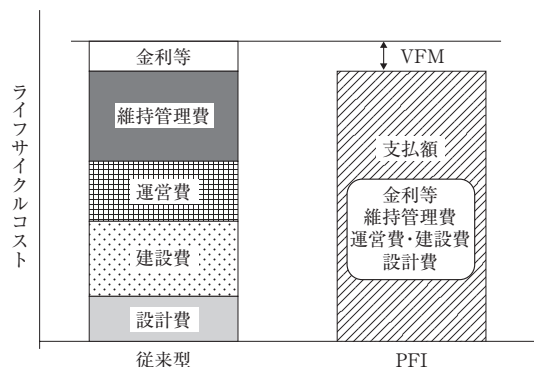 ライフサイクルコスト
金利等
維持管理費
運営費
建設費
設計費
従来型
VFM
支払額
金利等
維持管理費
運営費・建設費
設計費
PFI